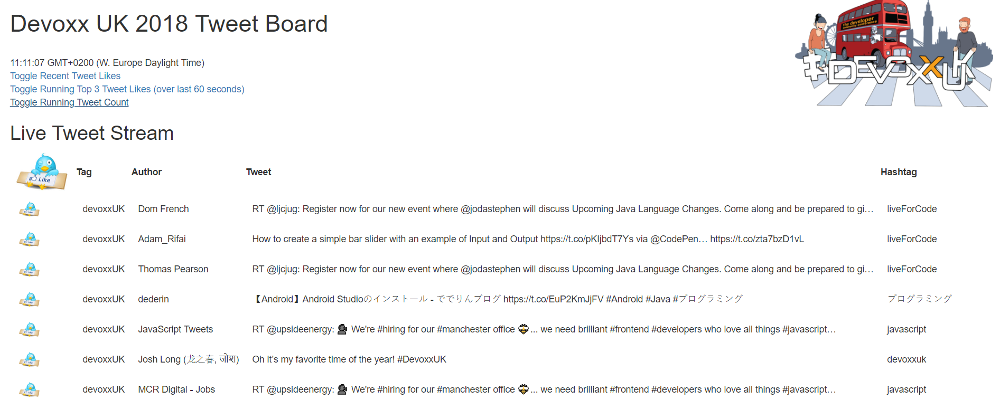 Devoxx UK 2018 Tweet Board
the developer
community conference
#DEVOXXUK
11:11:07 GMT+0200 (W. Europe Daylight Time)
Toggle Recent Tweet Likes
Toggle Running Top 3 Tweet Likes (over last 60 seconds)
Toggle Running Tweet Count
Live Tweet Stream
Like Tag Author Tweet Hashtag
Like devoxxUK Dom French RT @ljcjug: Register now for our new event where @jodastephen will discuss Upcoming Java Language Changes. Come along and be prepared to gi… liveForCode
Like devoxxUK Adam_Rifai How to create a simple bar slider with an example of Input and Output https://t.co/pKIjbdT7Ys via @CodePen… https://t.co/zta7bzD1vL liveForCode
Like devoxxUK Thomas Pearson RT @ljcjug: Register now for our new event where @jodastephen will discuss Upcoming Java Language Changes. Come along and be prepared to gi… liveForCode
Like devoxxUK dederin 【Android】Android Studioのインストール - ででりんブログ https://t.co/EuP2KmJjFV #Android #Java #プログラミング プログラミング
Like devoxxUK JavaScript Tweets RT @upsideenergy: 🗣 We're #hiring for our #manchester office 🐝... we need brilliant #frontend #developers who love all things #javascript… javascript
Like devoxxUK Josh Long (龙之春, जोश) Oh it’s my favorite time of the year! #DevoxxUK devoxxuk
Like devoxxUK MCR Digital - Jobs RT @upsideenergy: 🗣 We're #hiring for our #manchester office 🐝... we need brilliant #frontend #developers who love all things #javascript… javascript